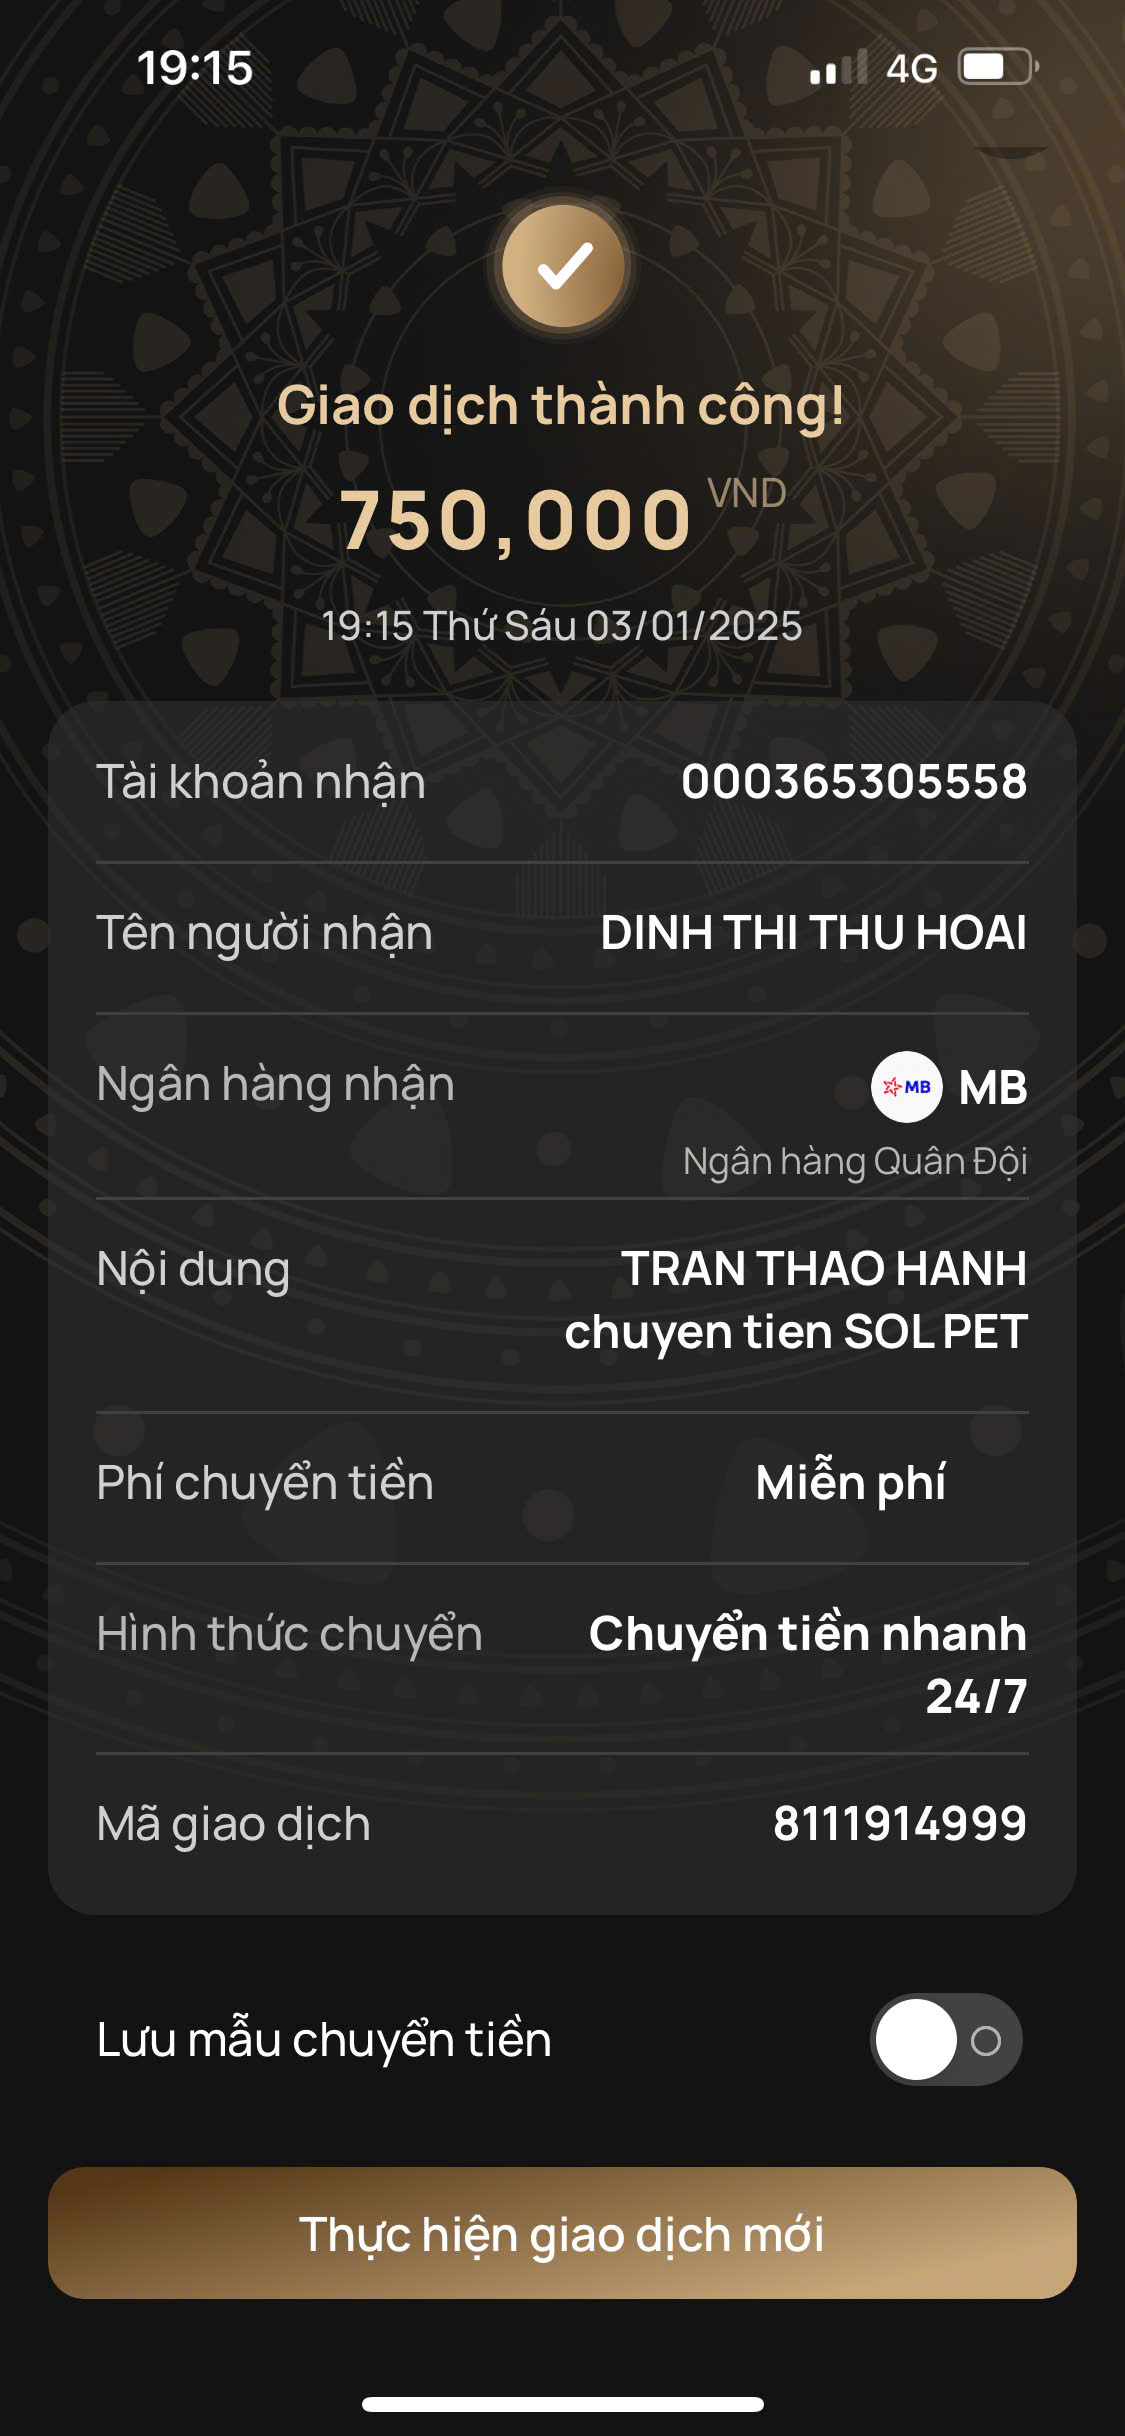 19:15 4G
Giao dịch thành công!
750,000 VND
19:15 Thứ Sáu 03/01/2025
Tài khoản nhận 000365305558
Tên người nhận DINH THI THU HOAI
Ngân hàng nhận MB MB
Ngân hàng Quân Đội
Nội dung TRAN THAO HANH
chuyen tien SOL PET
Phí chuyển tiền Miễn phí
Hình thức chuyển Chuyển tiền nhanh
24/7
Mã giao dịch 8111914999
Lưu mẫu chuyển tiền
Thực hiện giao dịch mới